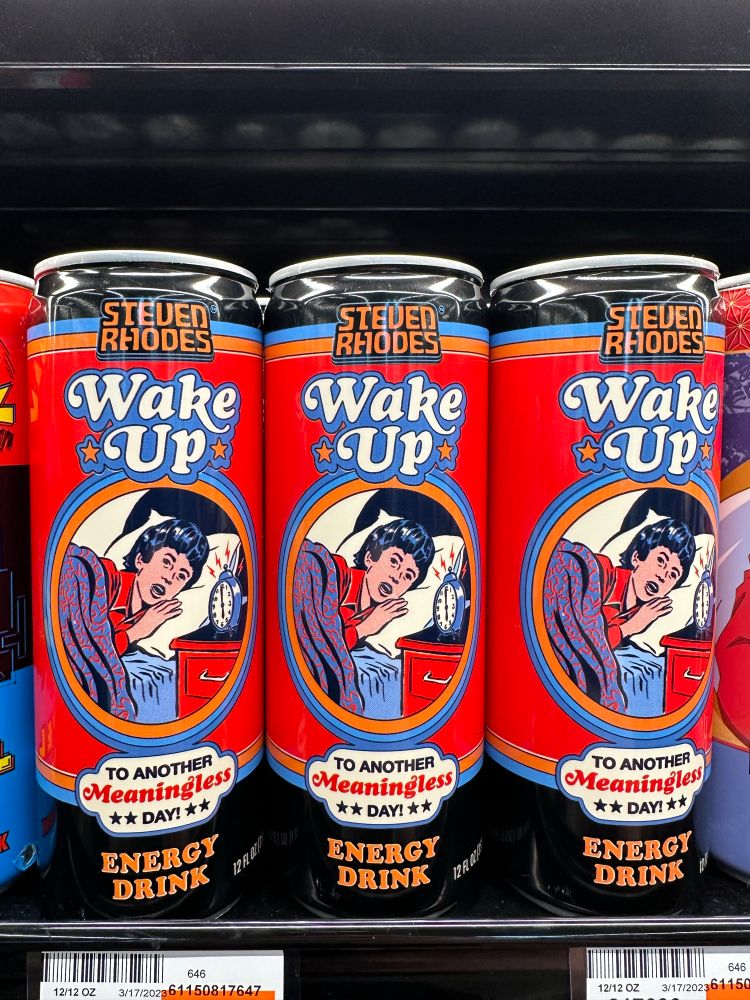 STEVEN
RHODES
Wake
Up
TO ANOTHER
Meaningless
DAY!
ENERGY
DRINK
12 FL OZ
STEVEN
RHODES
Wake
Up
TO ANOTHER
Meaningless
DAY!
ENERGY
DRINK
12 FL OZ
STEVEN
RHODES
Wake
Up
TO ANOTHER
Meaningless
DAY!
ENERGY
DRINK
646
12/12 OZ 3/17/2023 61150817647
646
12/12 OZ 3/17/2023 6115